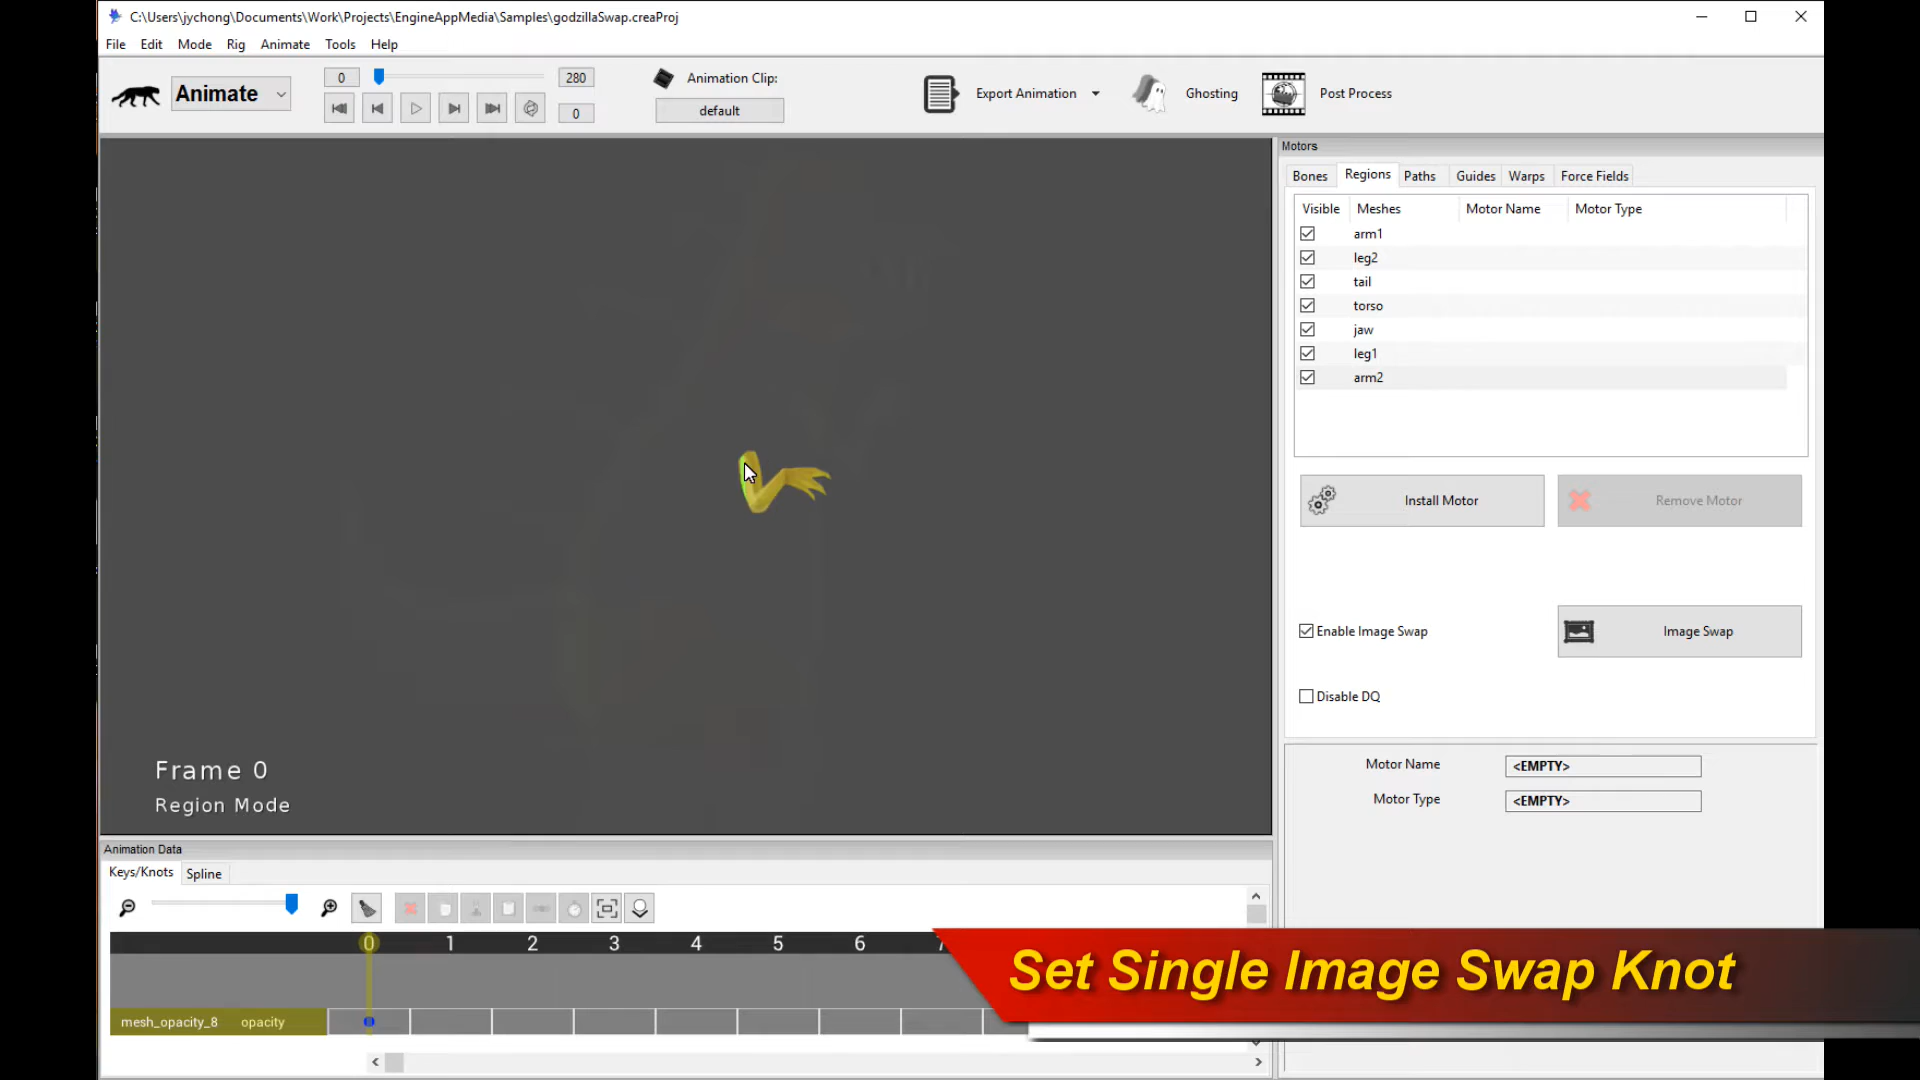 C:\Users\jychong\Documents\Work\Projects\EngineAppMedia\Samples\godzillaSwap.creaProj
File Edit Mode Rig Animate Tools Help
Animate
0
280
0
Animation Clip:
default
Export Animation
Ghosting
Post Process
Motors
Bones Regions Paths Guides Warps Force Fields
Visible Meshes Motor Name Motor Type
arm1
leg2
tail
torso
jaw
leg1
arm2
Install Motor
Remove Motor
Enable Image Swap
Image Swap
Disable DQ
Motor Name <EMPTY>
Motor Type <EMPTY>
Frame 0
Region Mode
Animation Data
Keys/Knots Spline
0 1 2 3 4 5 6 7
mesh_opacity_8 opacity
Set Single Image Swap Knot